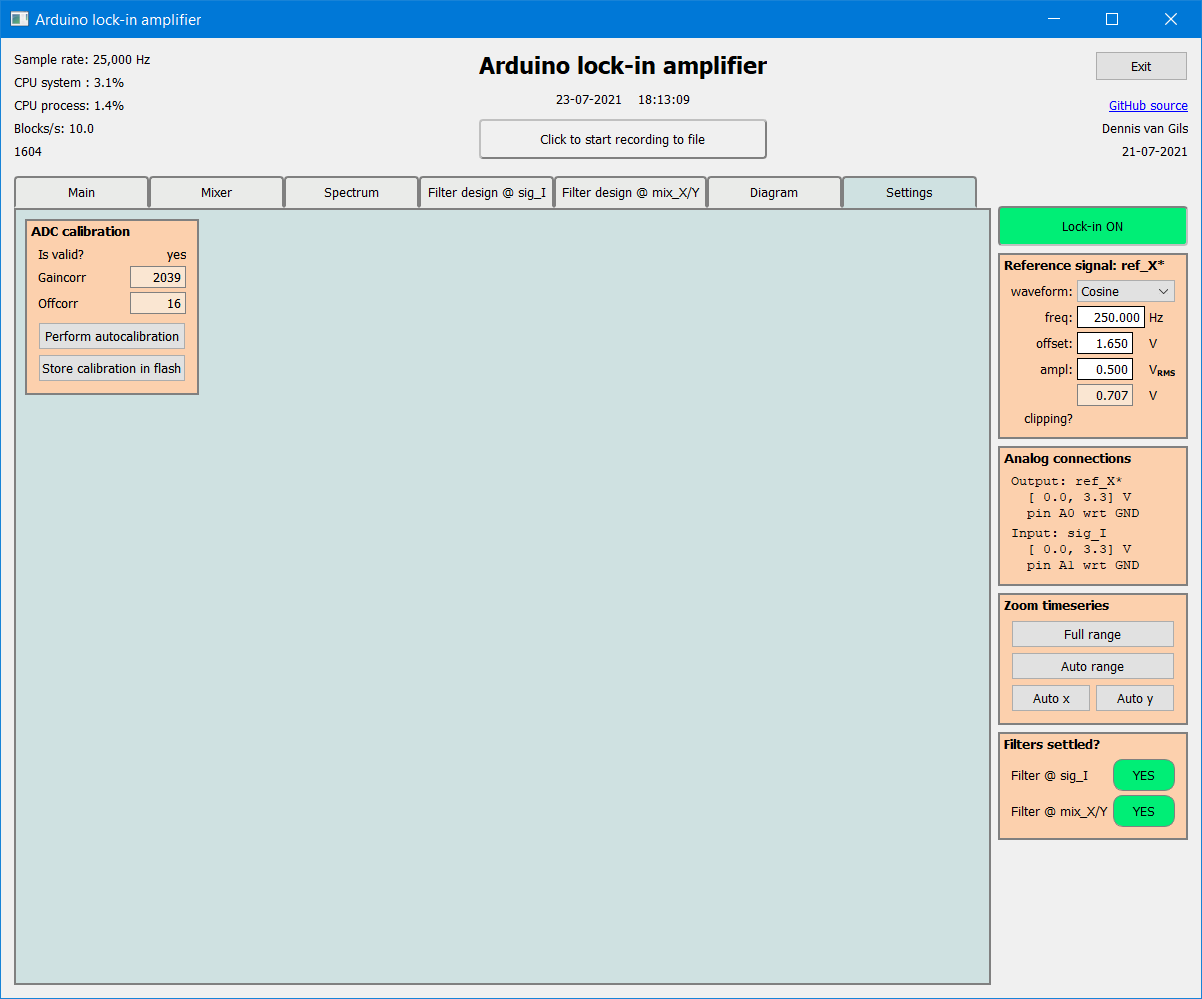 Arduino lock-in amplifier
Sample rate: 25,000 Hz
CPU system : 3.1%
CPU process: 1.4%
Blocks/s: 10.0
1604
Arduino lock-in amplifier
23-07-2021 18:13:09
Click to start recording to file
Exit
GitHub source
Dennis van Gils
21-07-2021
Main Mixer Spectrum Filter design @ sig_I Filter design @ mix_X/Y Diagram Settings
ADC calibration
Is valid? yes
Gaincorr 2039
Offcorr 16
Perform autocalibration
Store calibration in flash
Lock-in ON
Reference signal: ref_X*
waveform: Cosine
freq: 250.000 Hz
offset: 1.650 V
ampl: 0.500 VRMS
0.707 V
clipping?
Analog connections
Output: ref_X*
[ 0.0, 3.3] V
pin A0 wrt GND
Input: sig_I
[ 0.0, 3.3] V
pin A1 wrt GND
Zoom timeseries
Full range
Auto range
Auto x Auto y
Filters settled?
Filter @ sig_I YES
Filter @ mix_X/Y YES